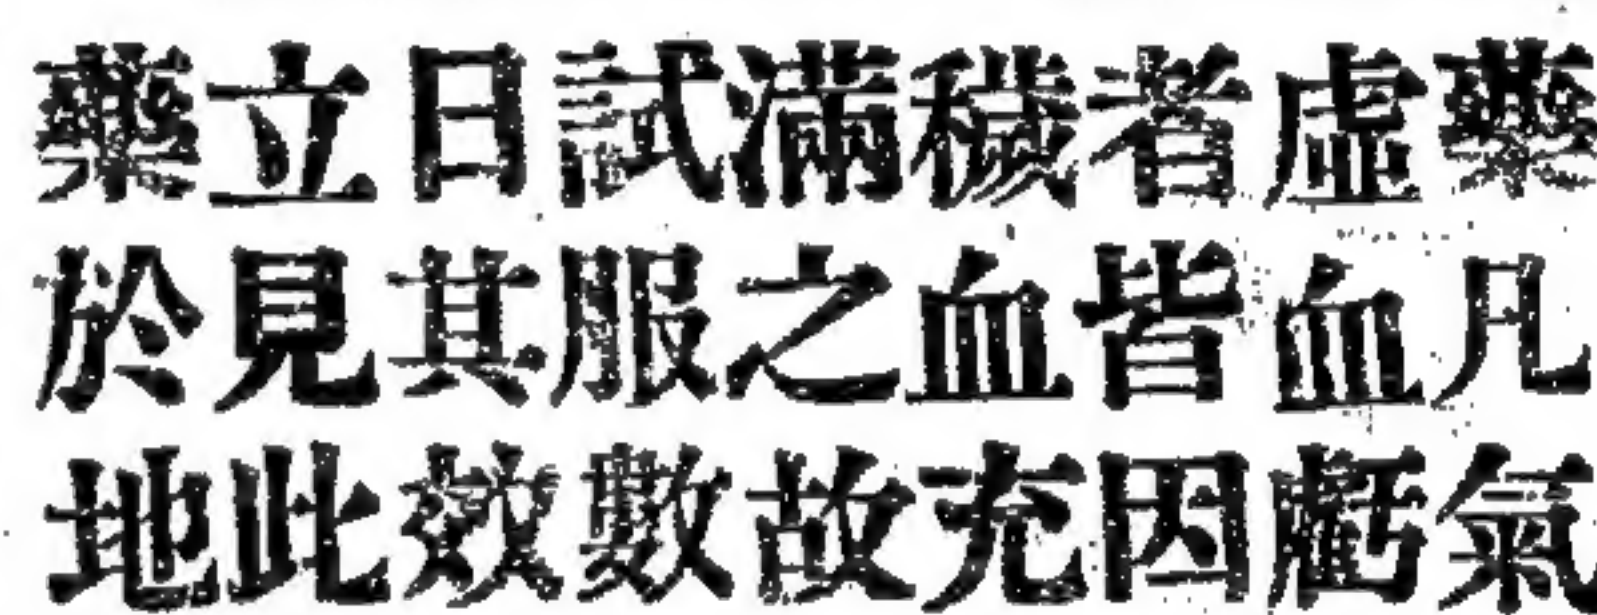 藥凡氣
虛血虧
者皆因
穢血充
滿之故
試服數
日其效
立見此
藥於地